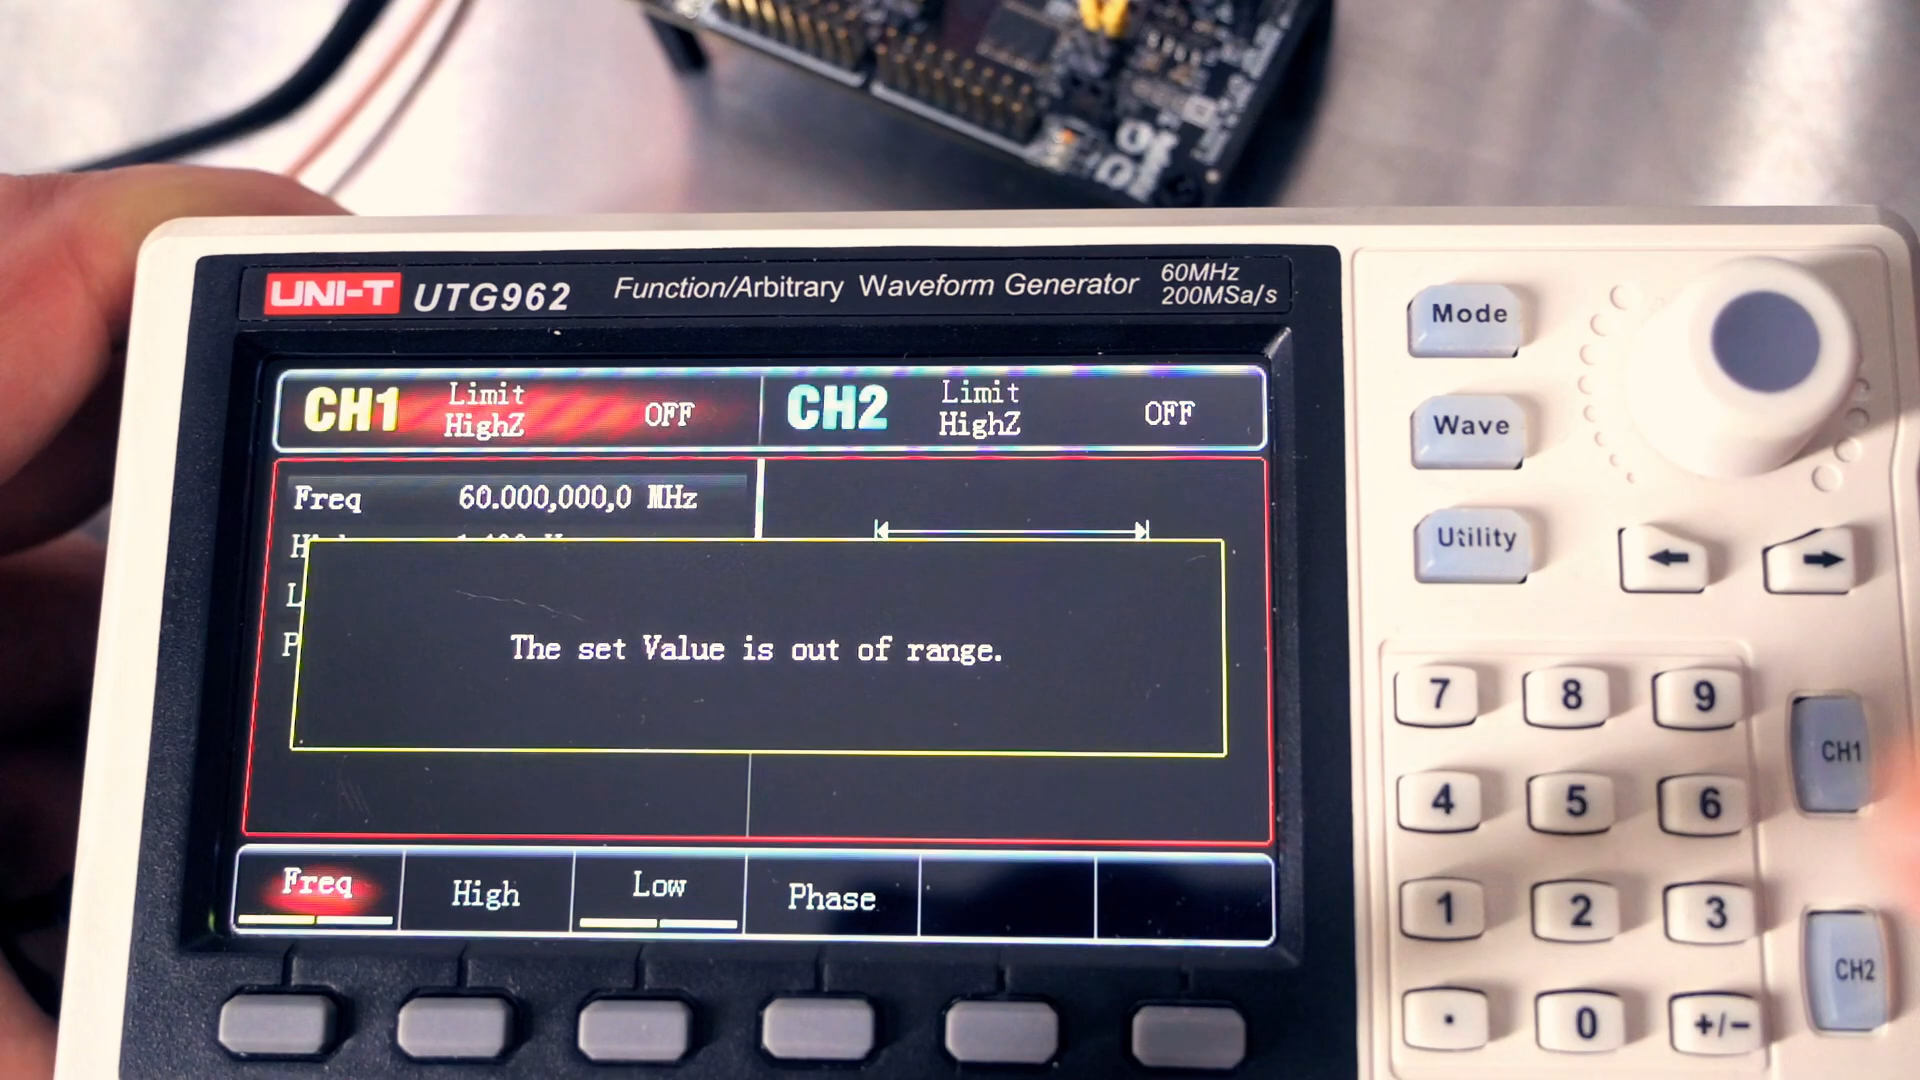 UNI-T UTG962 Function/Arbitrary Waveform Generator 60MHz
200MSa/s
CH1 Limit HighZ OFF
CH2 Limit HighZ OFF
Freq 60.000,000,0 MHz
The set Value is out of range.
Freq High Low Phase
Mode
Wave
Utility
7 8 9
4 5 6
1 2 3
. 0 +/-
CH1
CH2